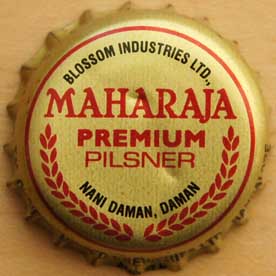 BLOSSOM INDUSTRIES LTD.,
MAHARAJA
PREMIUM
PILSNER
NANI DAMAN, DAMAN